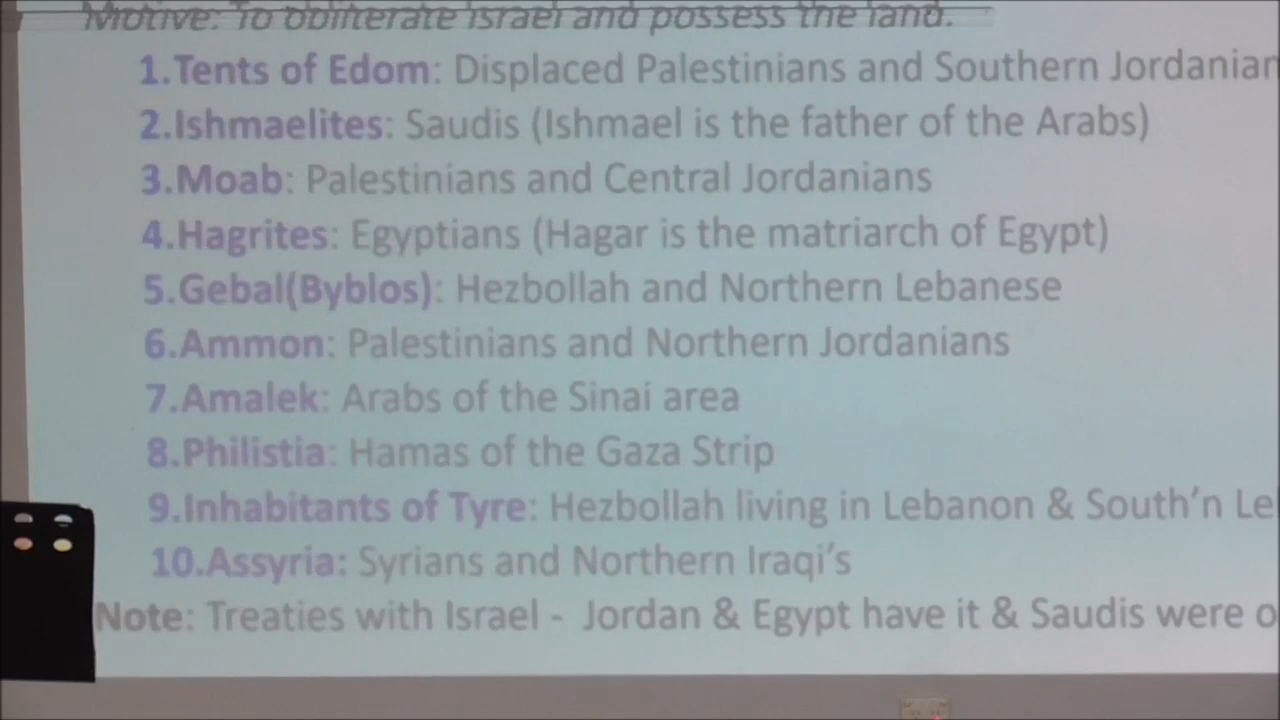 Motive: To obliterate Israel and possess the land.
1.Tents of Edom: Displaced Palestinians and Southern Jordanian
2.Ishmaelites: Saudis (Ishmael is the father of the Arabs)
3.Moab: Palestinians and Central Jordanians
4.Hagrites: Egyptians (Hagar is the matriarch of Egypt)
5.Gebal(Byblos): Hezbollah and Northern Lebanese
6.Ammon: Palestinians and Northern Jordanians
7.Amalek: Arabs of the Sinai area
8.Philistia: Hamas of the Gaza Strip
9.Inhabitants of Tyre: Hezbollah living in Lebanon & South'n Le
10.Assyria: Syrians and Northern Iraqi's
Note: Treaties with Israel - Jordan & Egypt have it & Saudis were